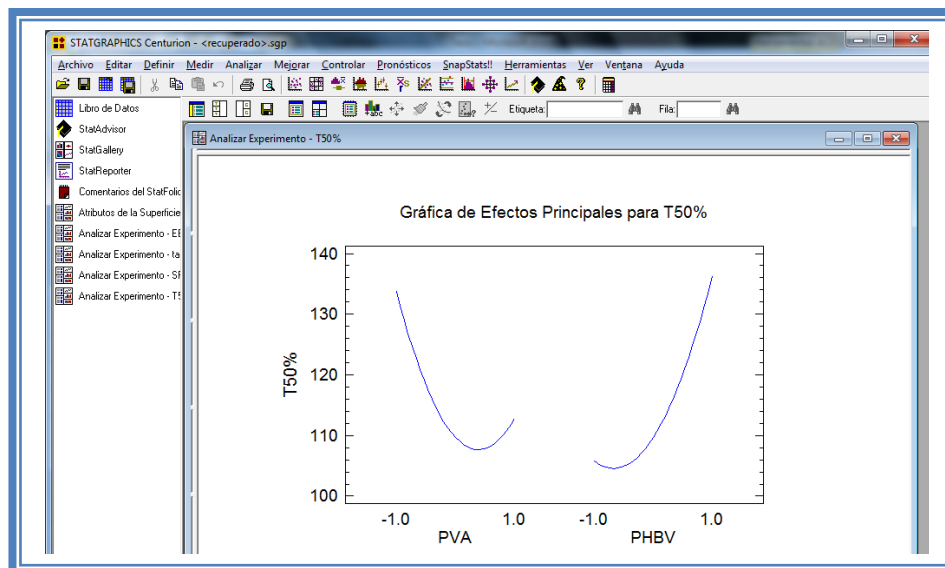 STATGRAPHICS Centurion - <recuperado>.sgp
Archivo Editar Definir Medir Analizar Mejorar Controlar Pronósticos SnapStats!! Herramientas Ver Ventana Ayuda
Etiqueta: Fila:
Libro de Datos
StatAdvisor
StatGallery
StatReporter
Comentarios del StatFolio
Atributos de la Superficie
Analizar Experimento - EE
Analizar Experimento - ta
Analizar Experimento - SF
Analizar Experimento - T5
Analizar Experimento - T50%
Gráfica de Efectos Principales para T50%
T50%
140
130
120
110
100
-1.0 1.0 -1.0 1.0
PVA PHBV